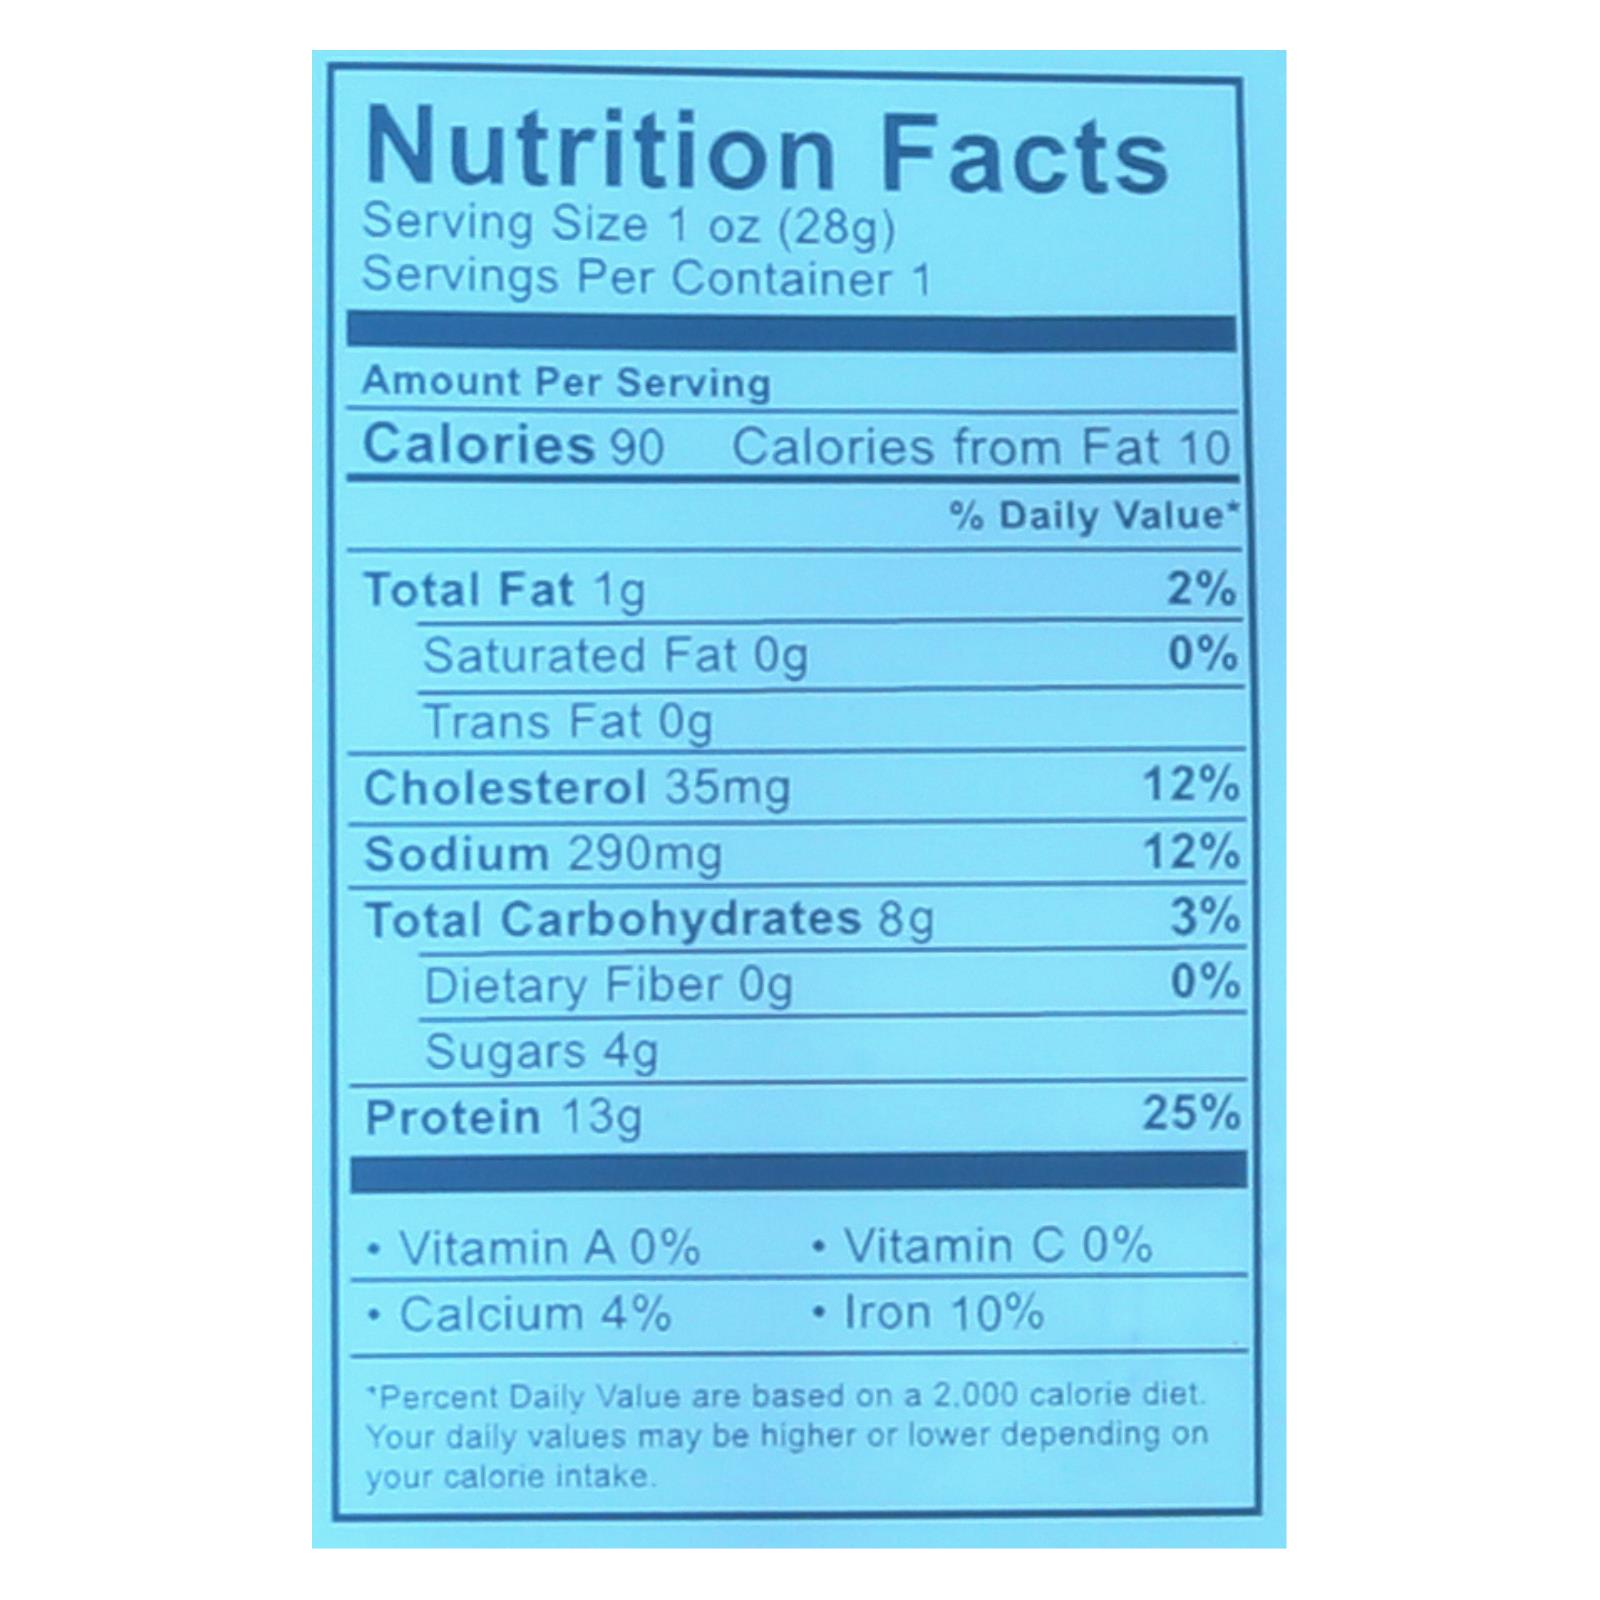 Nutrition Facts
Serving Size 1 oz (28g)
Servings Per Container 1
Amount Per Serving
Calories 90 Calories from Fat 10
% Daily Value*
Total Fat 1g 2%
Saturated Fat 0g 0%
Trans Fat 0g
Cholesterol 35mg 12%
Sodium 290mg 12%
Total Carbohydrates 8g 3%
Dietary Fiber 0g 0%
Sugars 4g
Protein 13g 25%
• Vitamin A 0% • Vitamin C 0%
• Calcium 4% • Iron 10%
*Percent Daily Value are based on a 2,000 calorie diet.
Your daily values may be higher or lower depending on
your calorie intake.